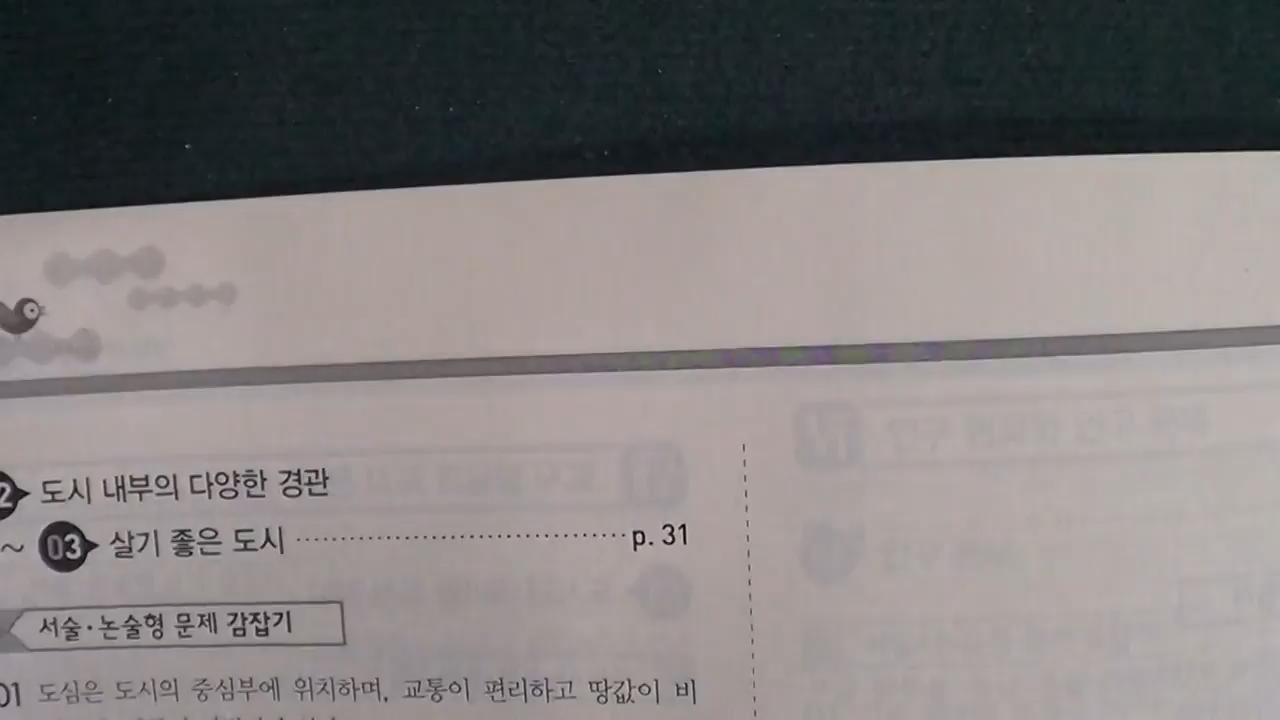 2 도시 내부의 다양한 경관
~ 03 살기 좋은 도시 ································· p. 31
서술·논술형 문제 감잡기
01 도심은 도시의 중심부에 위치하며, 교통이 편리하고 땅값이 비